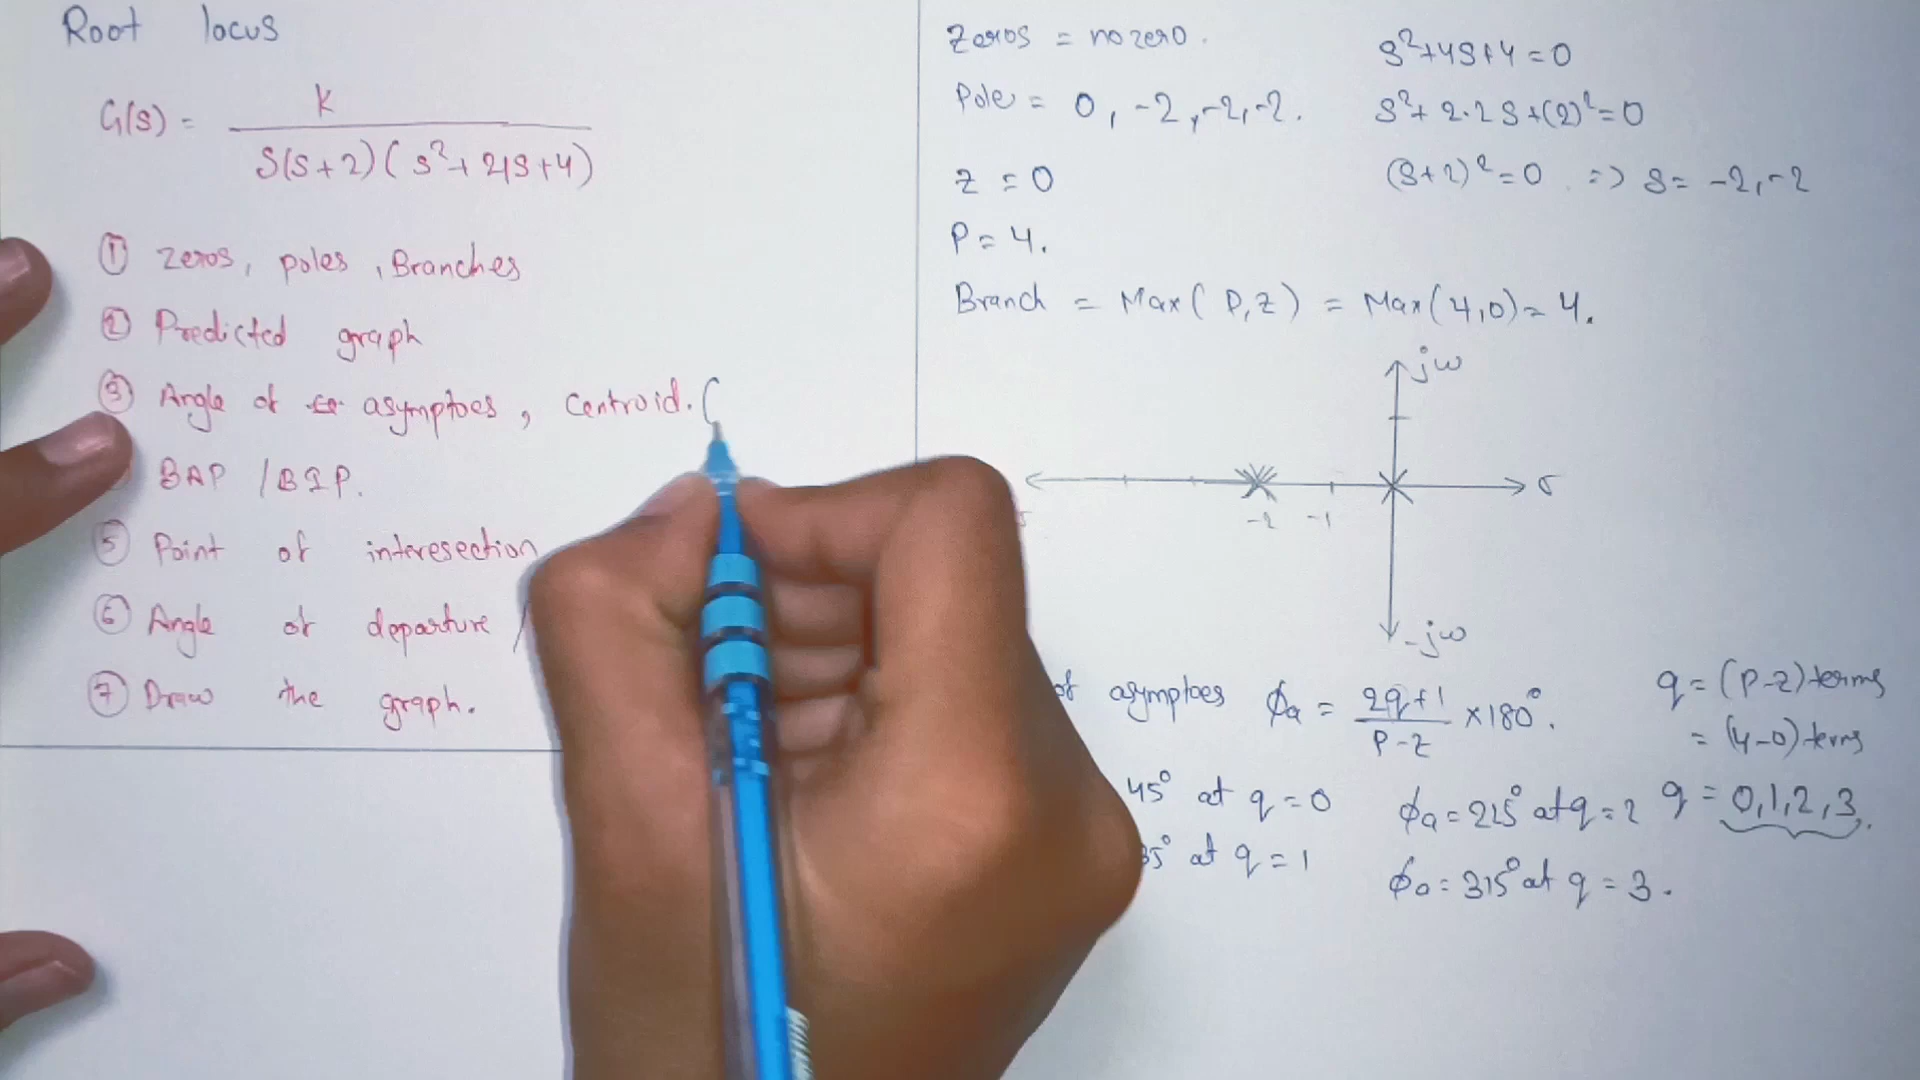 Root locus
G(s) = K
S(S+2)(S²+4S+4)
① Zeros, poles, Branches
② Predicted graph
③ Angle of asymptoes, Centroid. (
BAP / BIP.
⑤ Point of interesection
⑥ Angle of departure /
⑦ Draw the graph.
Zeros = no zero.
Pole = 0, -2, -2, -2.
Z = 0
P = 4.
S²+4S+4=0
S²+2.2S+(2)²=0
(S+2)²=0 => S= -2, -2
Branch = Max(P,Z) = Max(4,0) = 4.
jω
σ
-2 -1
-jω
of asymptoes ϕa = 2q+1 / P-Z ×180°.
q = (P-Z) terms
= (4-0) terms
q = 0,1,2,3.
45° at q = 0
35° at q = 1
ϕa = 225° at q = 2
ϕa = 315° at q = 3.